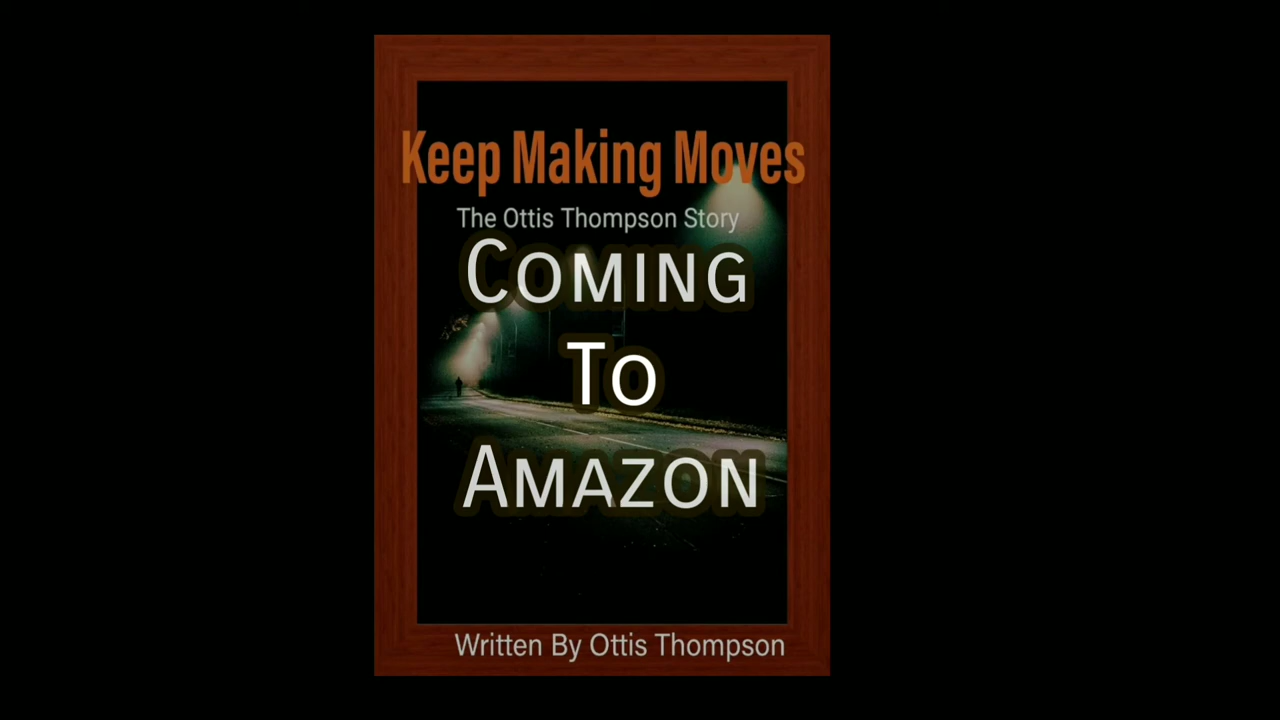 Keep Making Moves
The Ottis Thompson Story
Coming
To
Amazon
Written By Ottis Thompson